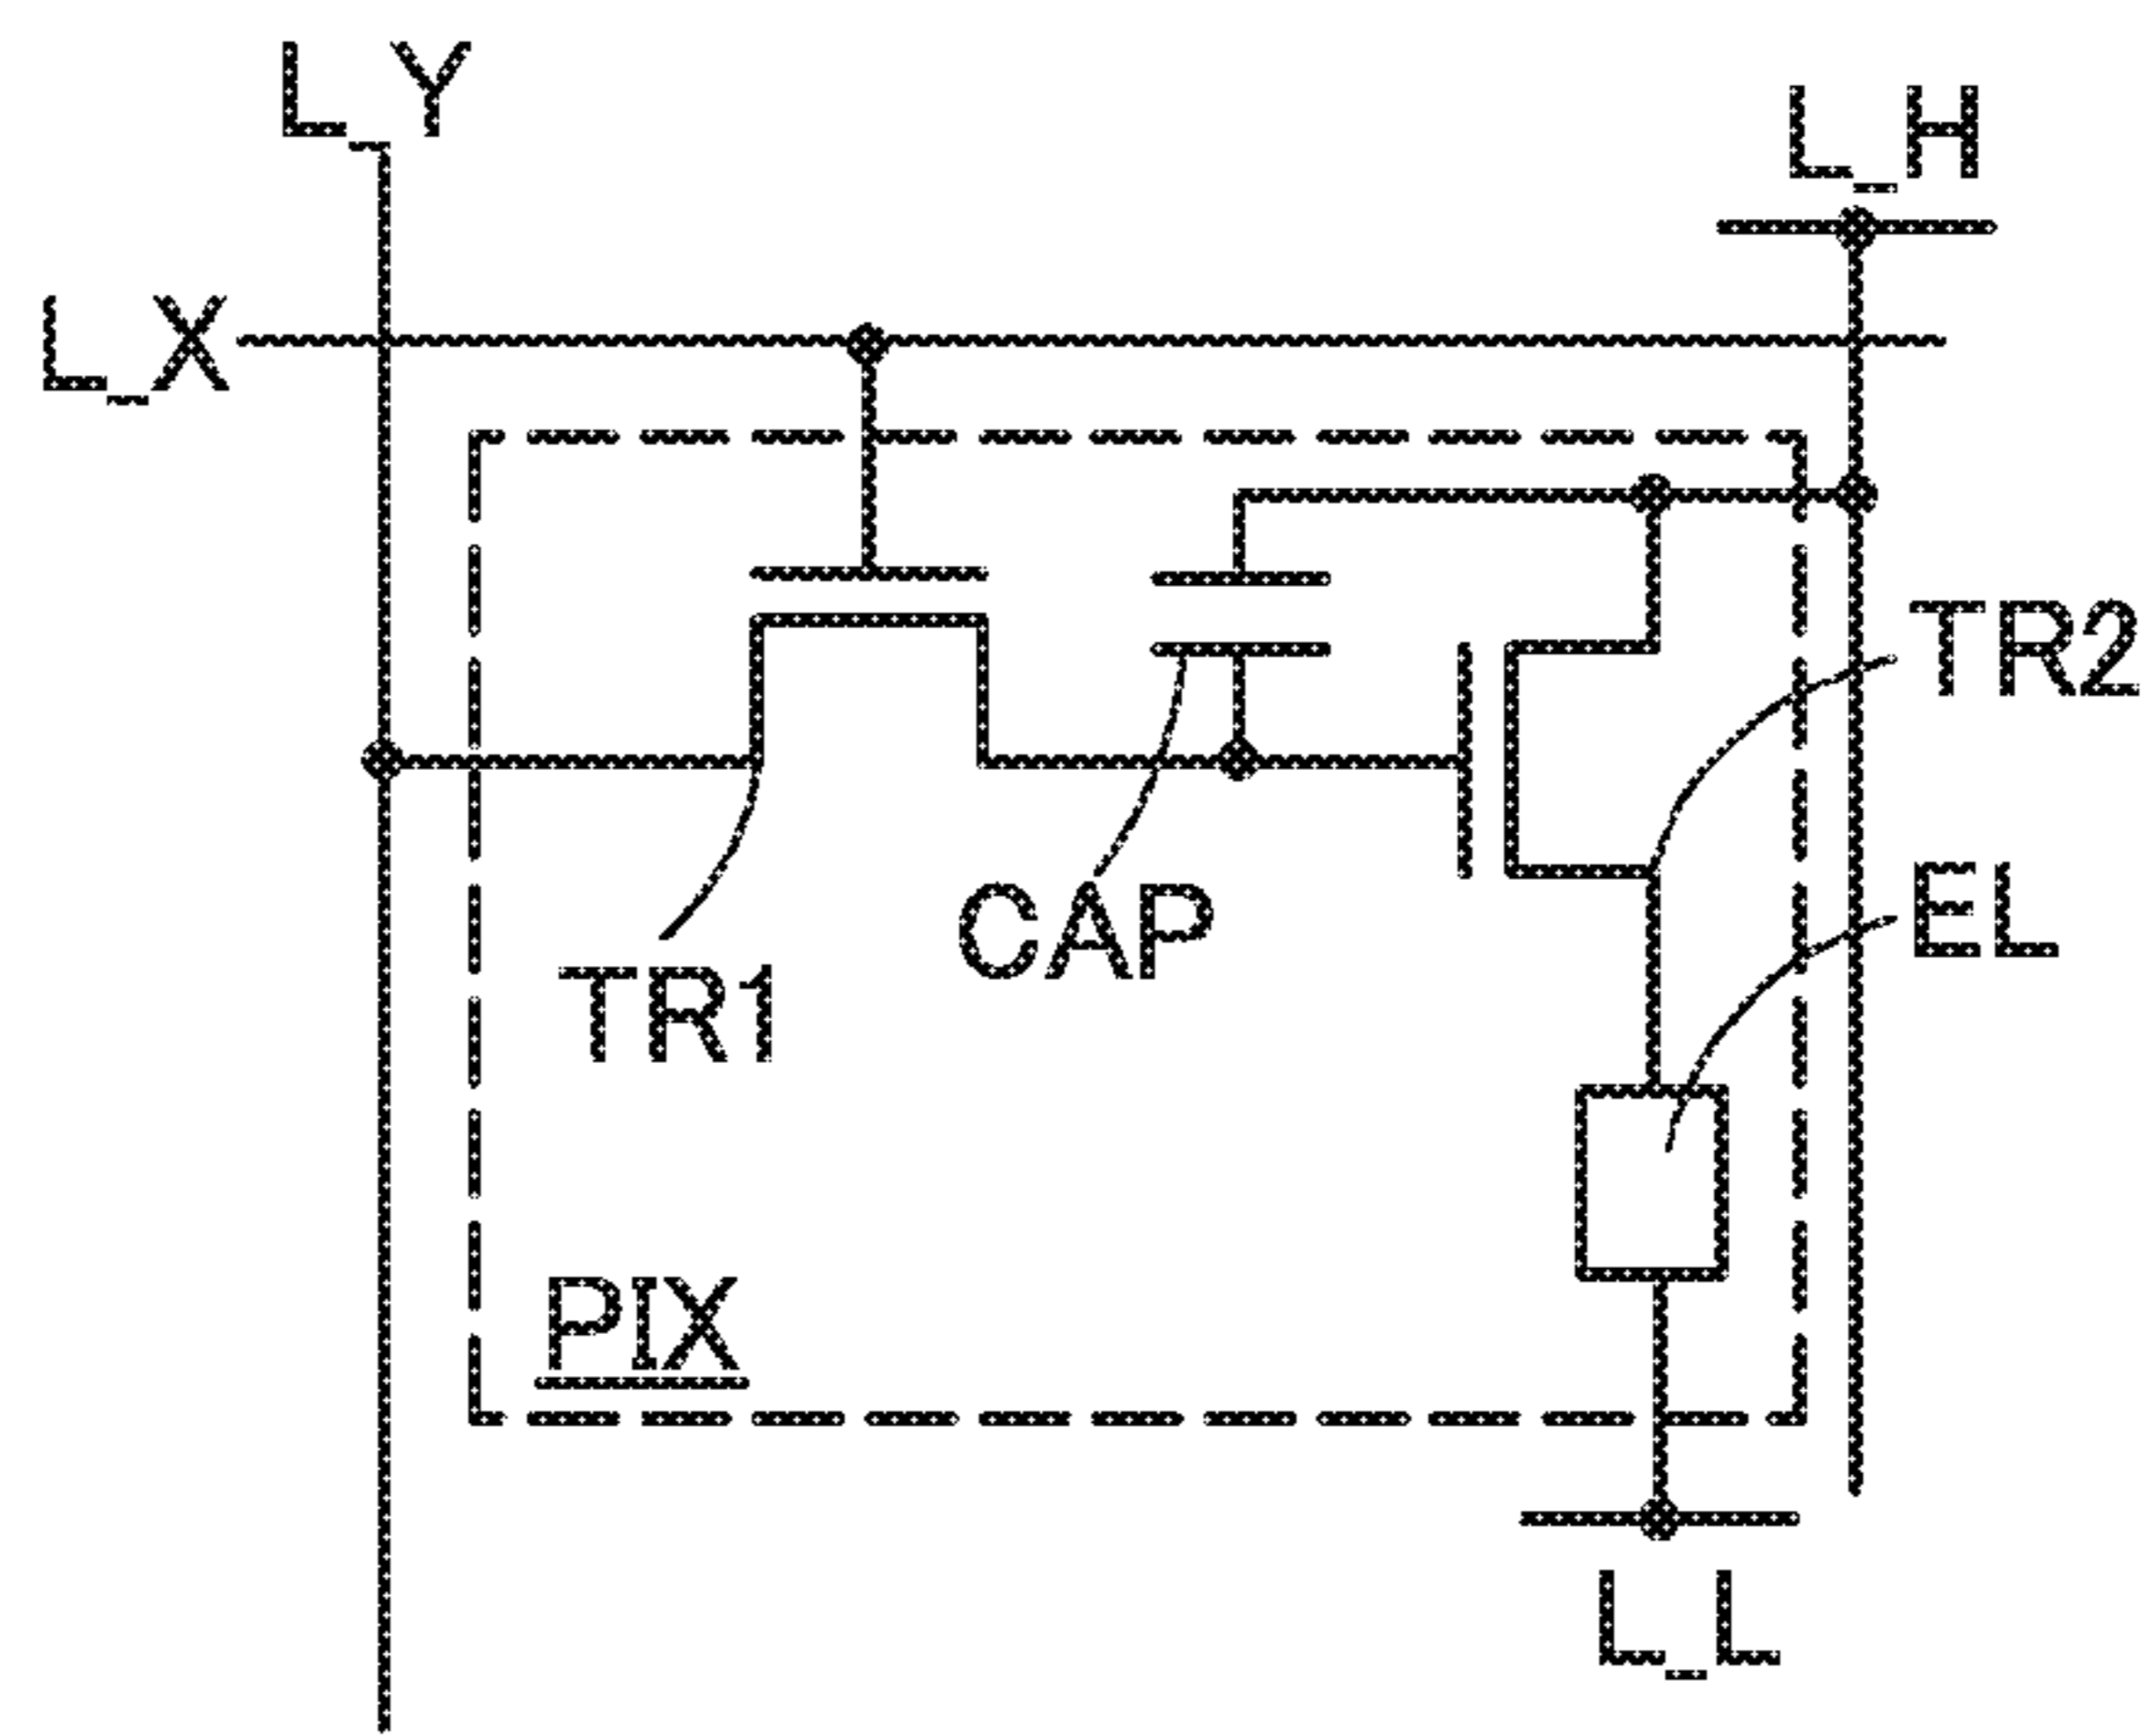 L_Y
L_H
L_X
TR2
EL
CAP
TR1
PIX
L_L